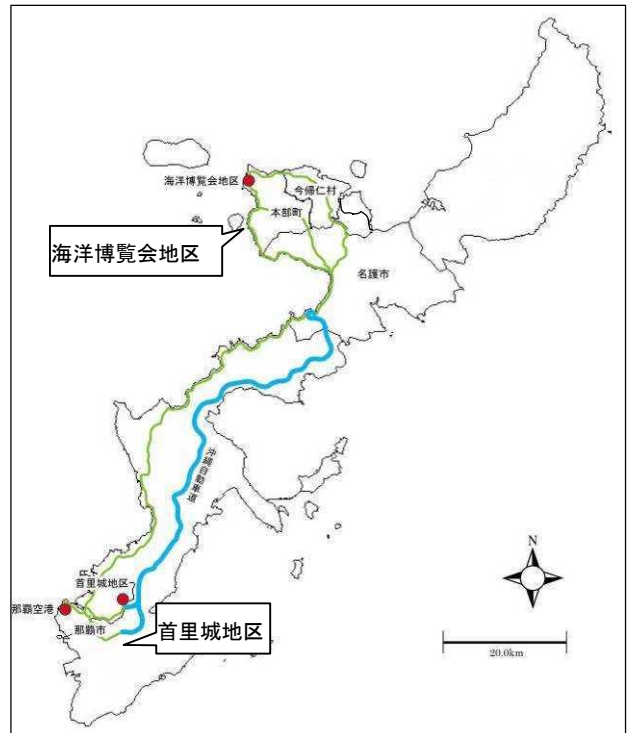 海洋博覧会地区
今帰仁村
本部町
海洋博覧会地区
名護市
沖縄自動車道
首里城地区
那覇空港
那覇市
首里城地区
N
20.0km